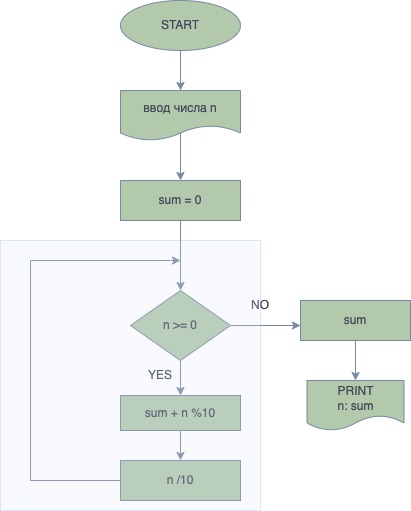 START
ввод числа n
sum = 0
n >= 0
NO
sum
YES
PRINT
n: sum
sum + n %10
n /10